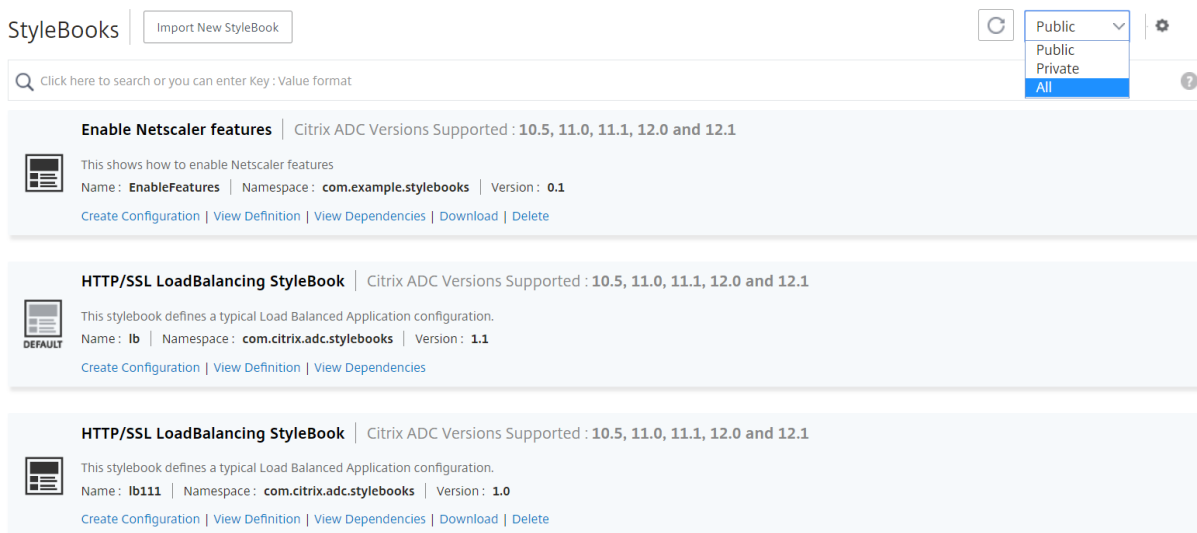 StyleBooks Import New StyleBook Public
Public
Private
All
Click here to search or you can enter Key : Value format ?
Enable Netscaler features | Citrix ADC Versions Supported : 10.5, 11.0, 11.1, 12.0 and 12.1
This shows how to enable Netscaler features
Name : EnableFeatures | Namespace : com.example.stylebooks | Version : 0.1
Create Configuration | View Definition | View Dependencies | Download | Delete
HTTP/SSL LoadBalancing StyleBook | Citrix ADC Versions Supported : 10.5, 11.0, 11.1, 12.0 and 12.1
This stylebook defines a typical Load Balanced Application configuration.
DEFAULT Name : lb | Namespace : com.citrix.adc.stylebooks | Version : 1.1
Create Configuration | View Definition | View Dependencies
HTTP/SSL LoadBalancing StyleBook | Citrix ADC Versions Supported : 10.5, 11.0, 11.1, 12.0 and 12.1
This stylebook defines a typical Load Balanced Application configuration.
Name : lb111 | Namespace : com.citrix.adc.stylebooks | Version : 1.0
Create Configuration | View Definition | View Dependencies | Download | Delete